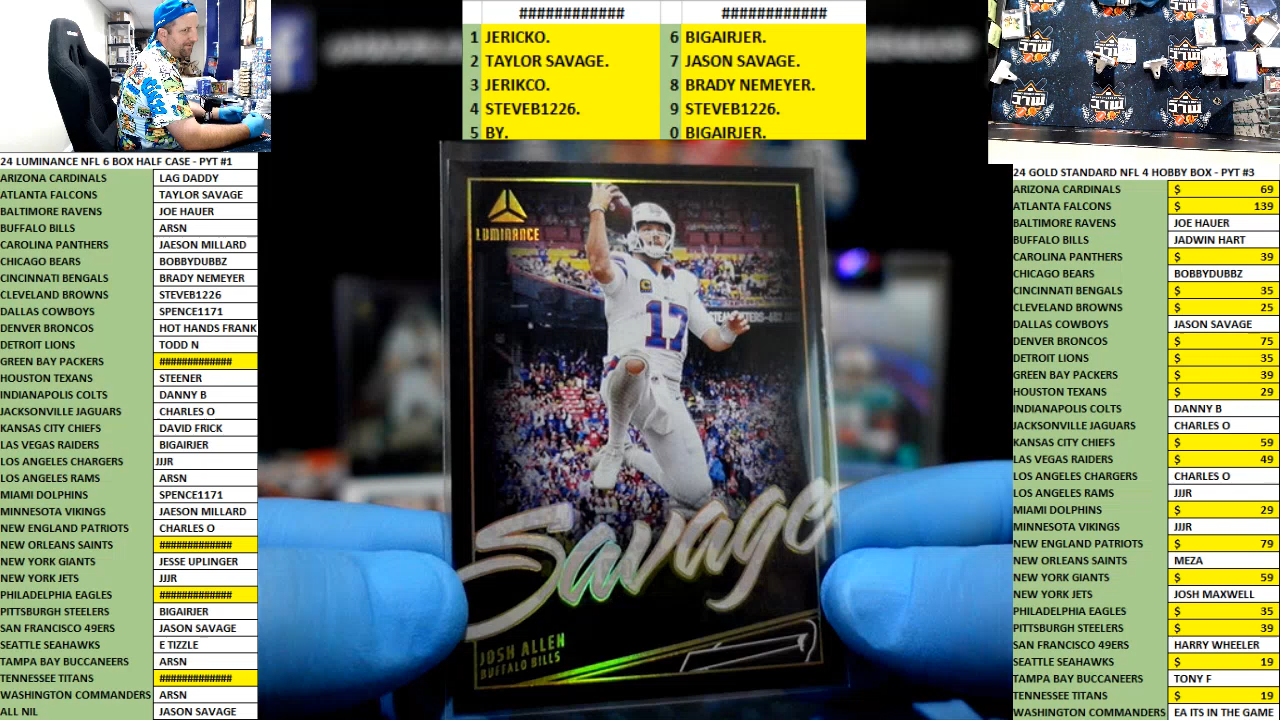 ############ ############
1 JERICKO. 6 BIGAIRJER.
2 TAYLOR SAVAGE. 7 JASON SAVAGE.
3 JERIKCO. 8 BRADY NEMEYER.
4 STEVEB1226. 9 STEVEB1226.
5 BY. 0 BIGAIRJER.
24 LUMINANCE NFL 6 BOX HALF CASE - PYT #1
ARIZONA CARDINALS LAG DADDY
ATLANTA FALCONS TAYLOR SAVAGE
BALTIMORE RAVENS JOE HAUER
BUFFALO BILLS ARSN
CAROLINA PANTHERS JAESON MILLARD
CHICAGO BEARS BOBBYDUBBZ
CINCINNATI BENGALS BRADY NEMEYER
CLEVELAND BROWNS STEVEB1226
DALLAS COWBOYS SPENCE1171
DENVER BRONCOS HOT HANDS FRANK
DETROIT LIONS TODD N
GREEN BAY PACKERS #############
HOUSTON TEXANS STEENER
INDIANAPOLIS COLTS DANNY B
JACKSONVILLE JAGUARS CHARLES O
KANSAS CITY CHIEFS DAVID FRICK
LAS VEGAS RAIDERS BIGAIRJER
LOS ANGELES CHARGERS JJJR
LOS ANGELES RAMS ARSN
MIAMI DOLPHINS SPENCE1171
MINNESOTA VIKINGS JAESON MILLARD
NEW ENGLAND PATRIOTS CHARLES O
NEW ORLEANS SAINTS #############
NEW YORK GIANTS JESSE UPLINGER
NEW YORK JETS JJJR
PHILADELPHIA EAGLES #############
PITTSBURGH STEELERS BIGAIRJER
SAN FRANCISCO 49ERS JASON SAVAGE
SEATTLE SEAHAWKS E TIZZLE
TAMPA BAY BUCCANEERS ARSN
TENNESSEE TITANS #############
WASHINGTON COMMANDERS ARSN
ALL NIL JASON SAVAGE
LUMINANCE
17
Savage
JOSH ALLEN
BUFFALO BILLS
24 GOLD STANDARD NFL 4 HOBBY BOX - PYT #3
ARIZONA CARDINALS $ 69
ATLANTA FALCONS $ 139
BALTIMORE RAVENS JOE HAUER
BUFFALO BILLS JADWIN HART
CAROLINA PANTHERS $ 39
CHICAGO BEARS BOBBYDUBBZ
CINCINNATI BENGALS $ 35
CLEVELAND BROWNS $ 25
DALLAS COWBOYS JASON SAVAGE
DENVER BRONCOS $ 75
DETROIT LIONS $ 35
GREEN BAY PACKERS $ 39
HOUSTON TEXANS $ 29
INDIANAPOLIS COLTS DANNY B
JACKSONVILLE JAGUARS CHARLES O
KANSAS CITY CHIEFS $ 59
LAS VEGAS RAIDERS $ 49
LOS ANGELES CHARGERS CHARLES O
LOS ANGELES RAMS JJJR
MIAMI DOLPHINS $ 29
MINNESOTA VIKINGS JJJR
NEW ENGLAND PATRIOTS $ 79
NEW ORLEANS SAINTS MEZA
NEW YORK GIANTS $ 59
NEW YORK JETS JOSH MAXWELL
PHILADELPHIA EAGLES $ 35
PITTSBURGH STEELERS $ 39
SAN FRANCISCO 49ERS HARRY WHEELER
SEATTLE SEAHAWKS $ 19
TAMPA BAY BUCCANEERS TONY F
TENNESSEE TITANS $ 19
WASHINGTON COMMANDERS EA ITS IN THE GAME